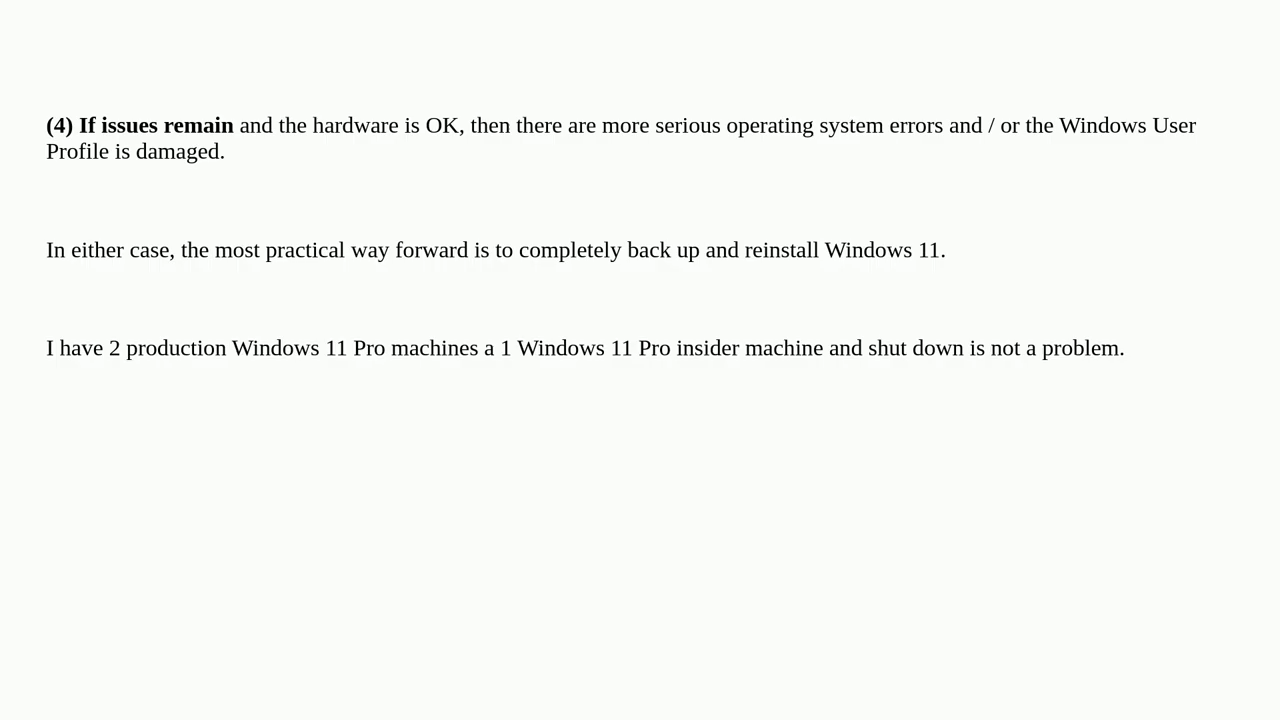 (4) If issues remain and the hardware is OK, then there are more serious operating system errors and / or the Windows User
Profile is damaged.
In either case, the most practical way forward is to completely back up and reinstall Windows 11.
I have 2 production Windows 11 Pro machines a 1 Windows 11 Pro insider machine and shut down is not a problem.